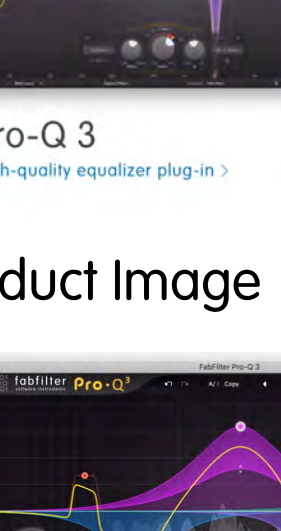 ro-Q 3
h-quality equalizer plug-in >
duct Image
FabFilter Pro-Q 3
fabfilter Pro·Q³
software instruments
A/B Copy